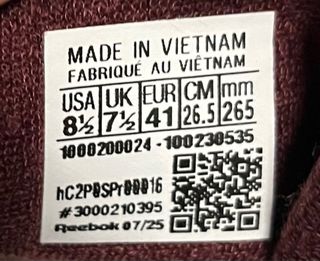 MADE IN VIETNAM
FABRIQUÉ AU VIÊTNAM
USA UK EUR CM mm
8½ 7½ 41 26.5 265
1000200024-100230535
#3000210395
Reebok 07/25